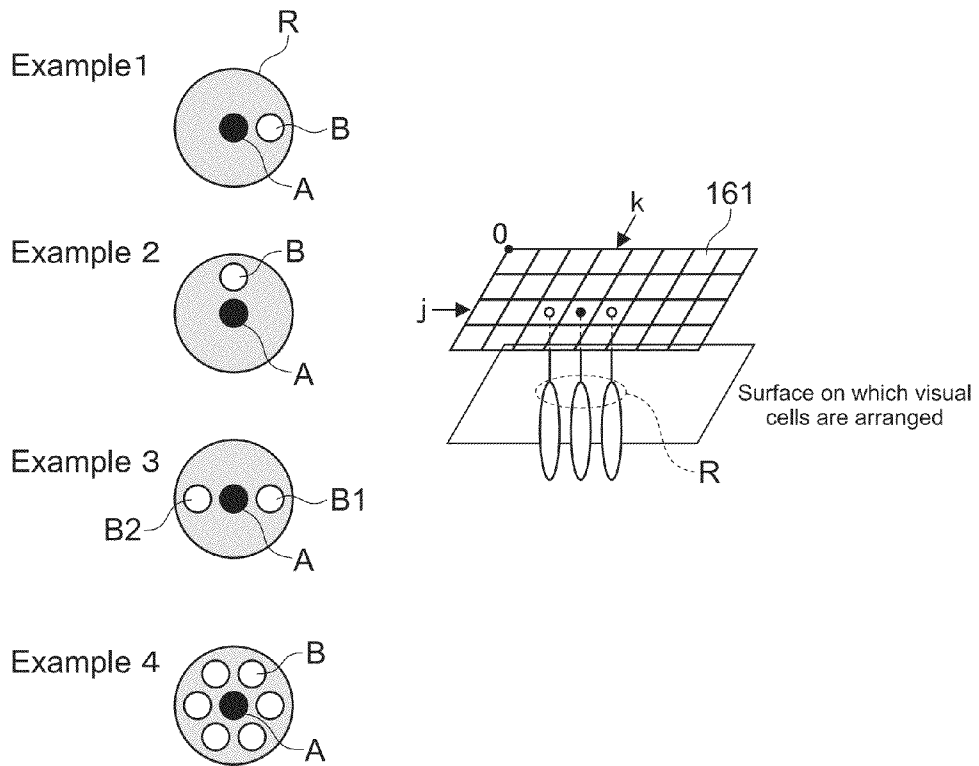 R
Example1
B
A
Example 2
B
A
Example 3
B1
B2
A
Example 4
B
A
161
k
0
j
Surface on which visual
cells are arranged
R